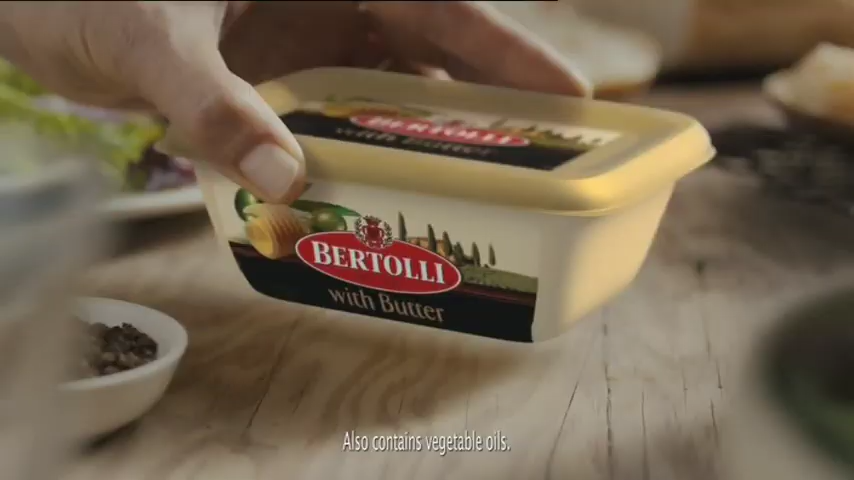 BERTOLLI
with Butter
BERTOLLI
with Butter
Also contains vegetable oils.